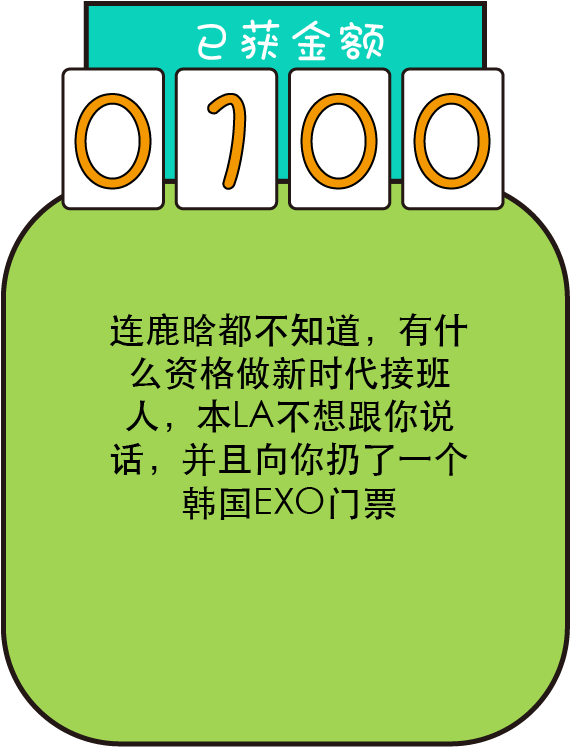 已获金额
0100
连鹿晗都不知道，有什
么资格做新时代接班
人，本LA不想跟你说
话，并且向你扔了一个
韩国EXO门票